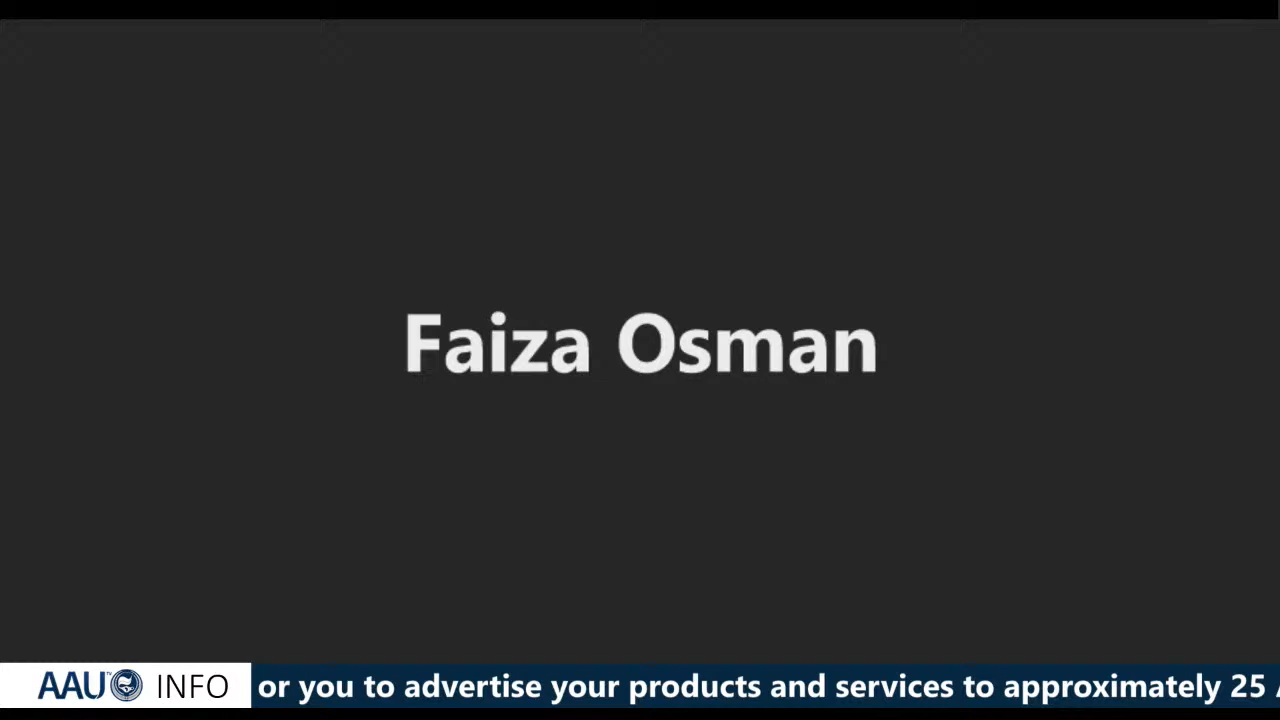 Faiza Osman
AAU INFO
or you to advertise your products and services to approximately 25